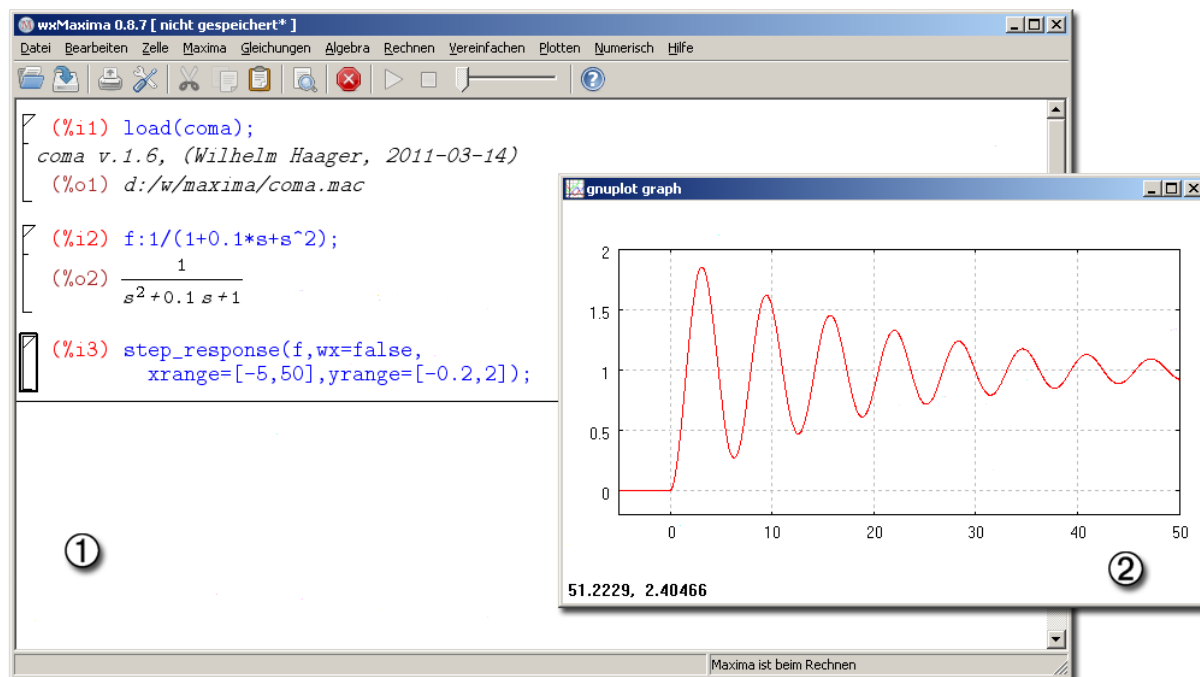 wxMaxima 0.8.7 [ nicht gespeichert* ]
Datei Bearbeiten Zelle Maxima Gleichungen Algebra Rechnen Vereinfachen Plotten Numerisch Hilfe
(%i1) load(coma);
coma v.1.6, (Wilhelm Haager, 2011-03-14)
(%o1) d:/w/maxima/coma.mac
(%i2) f:1/(1+0.1*s+s^2);
(%o2) 1
s2+0.1 s+1
(%i3) step_response(f,wx=false,
xrange=[-5,50],yrange=[-0.2,2]);
①
Maxima ist beim Rechnen
gnuplot graph
2
1.5
1
0.5
0
0 10 20 30 40 50
②
51.2229, 2.40466